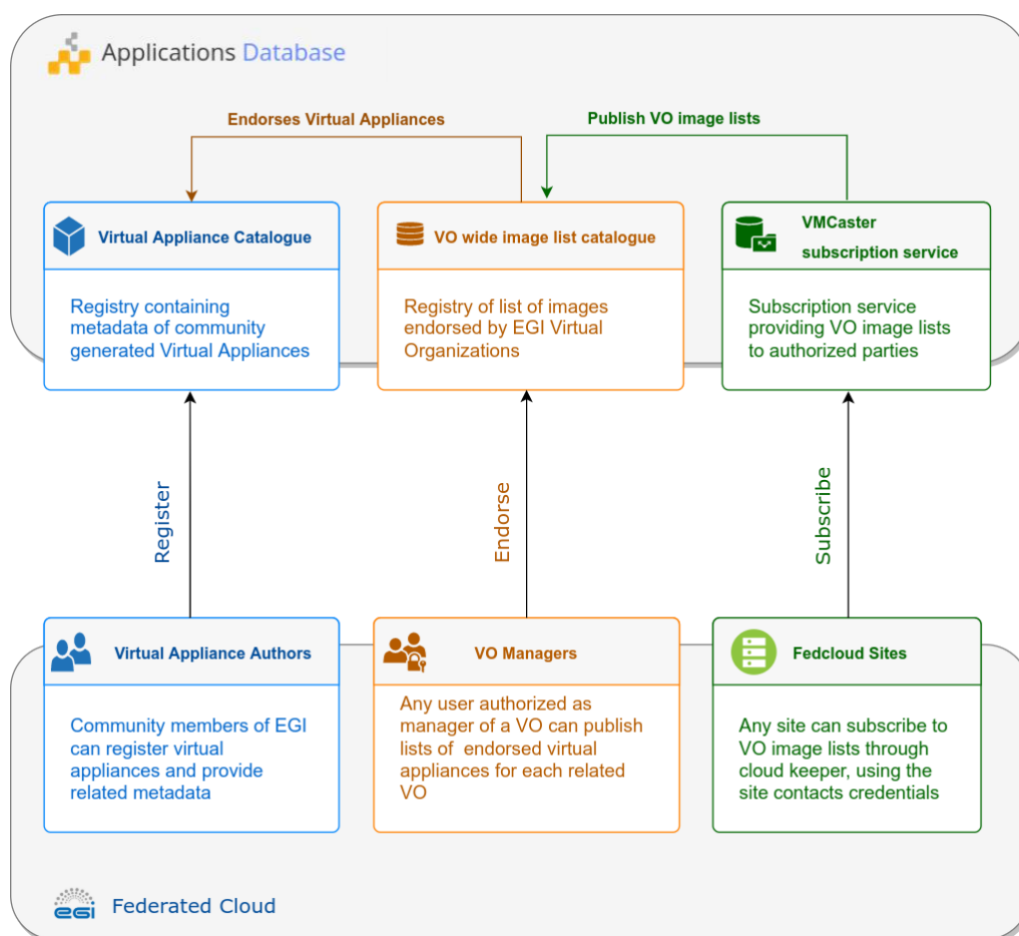 Applications Database
Endorses Virtual Appliances
Publish VO image lists
Virtual Appliance Catalogue
Registry containing
metadata of community
generated Virtual Appliances
VO wide image list catalogue
Registry of list of images
endorsed by EGI Virtual
Organizations
VMCaster
subscription service
Subscription service
providing VO image lists
to authorized parties
Register
Endorse
Subscribe
Virtual Appliance Authors
Community members of EGI
can register virtual
appliances and provide
related metadata
VO Managers
Any user authorized as
manager of a VO can publish
lists of endorsed virtual
appliances for each related
VO
Fedcloud Sites
Any site can subscribe to
VO image lists through
cloud keeper, using the
site contacts credentials
eGi
Federated Cloud